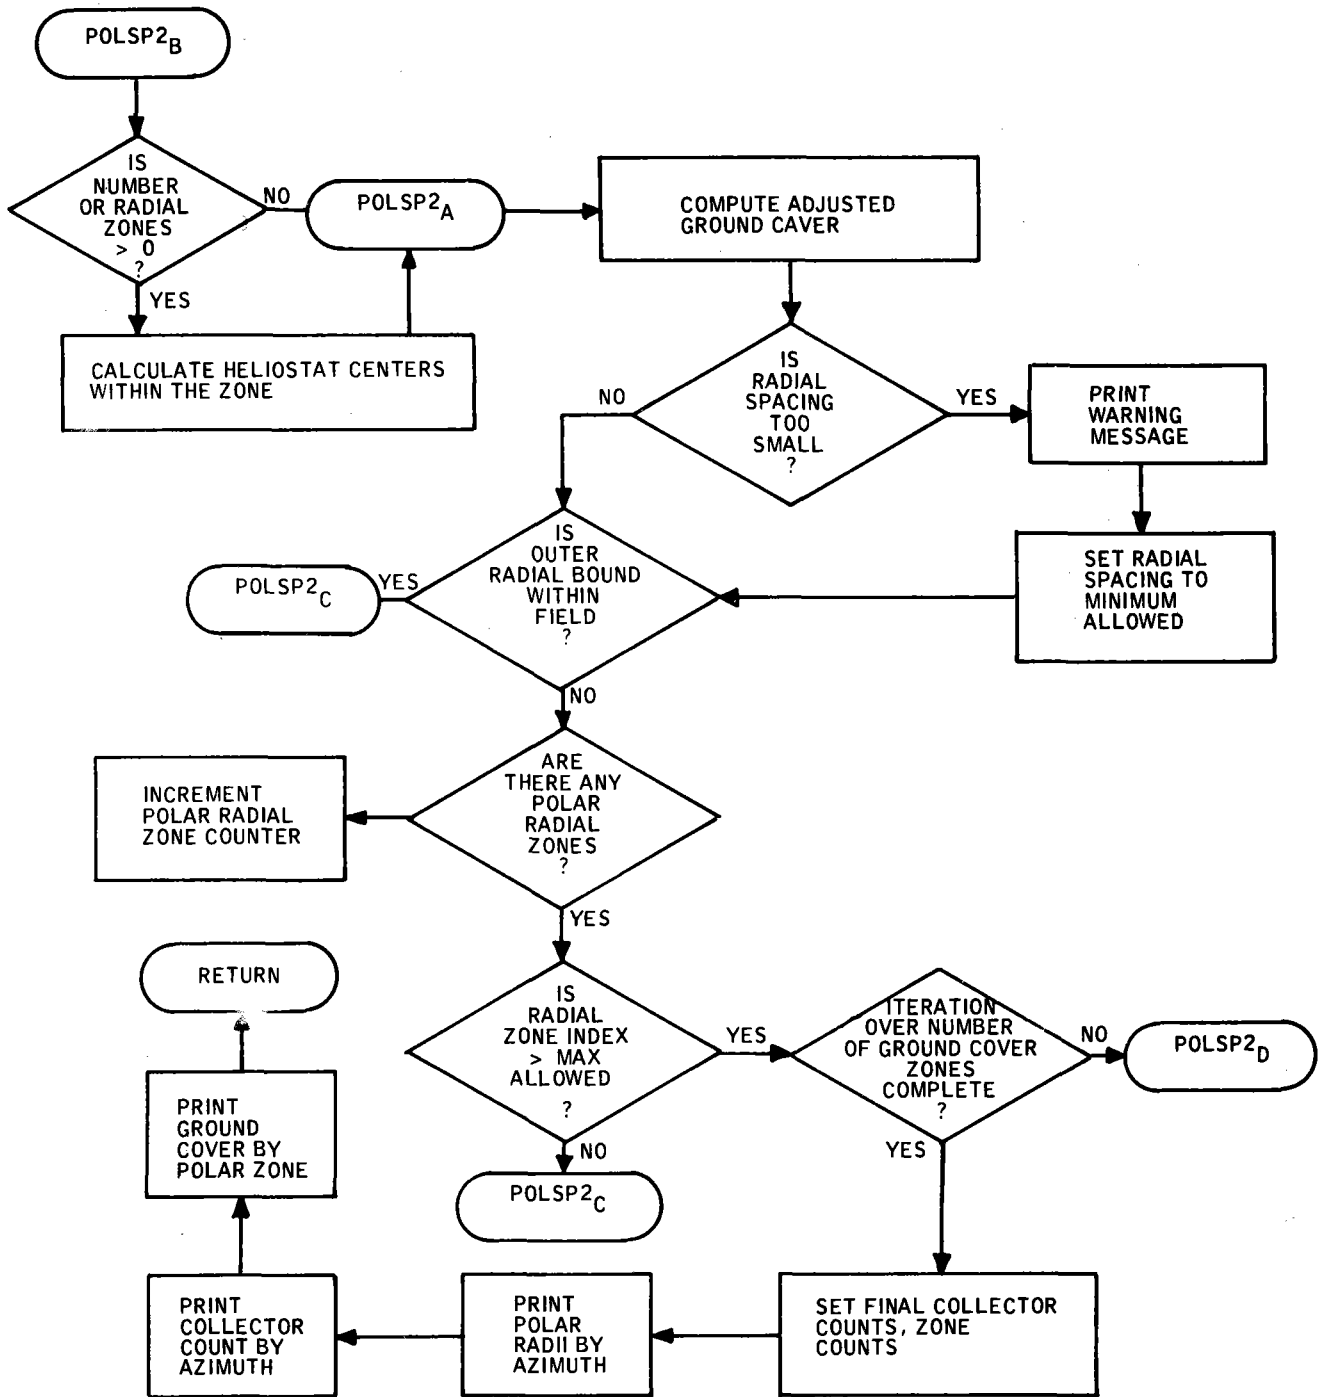 POLSP2B
IS
NUMBER
OR RADIAL
ZONES
> 0
?
NO
YES
POLSP2A
CALCULATE HELIOSTAT CENTERS
WITHIN THE ZONE
COMPUTE ADJUSTED
GROUND CAVER
IS
RADIAL
SPACING
TOO
SMALL
?
NO
YES
PRINT
WARNING
MESSAGE
SET RADIAL
SPACING TO
MINIMUM
ALLOWED
IS
OUTER
RADIAL BOUND
WITHIN
FIELD
?
YES
POLSP2C
NO
ARE
THERE ANY
POLAR
RADIAL
ZONES
?
INCREMENT
POLAR RADIAL
ZONE COUNTER
YES
IS
RADIAL
ZONE INDEX
> MAX
ALLOWED
?
YES
NO
POLSP2C
ITERATION
OVER NUMBER
OF GROUND COVER
ZONES
COMPLETE
?
NO
POLSP2D
YES
SET FINAL COLLECTOR
COUNTS, ZONE
COUNTS
PRINT
POLAR
RADII BY
AZIMUTH
PRINT
COLLECTOR
COUNT BY
AZIMUTH
PRINT
GROUND
COVER BY
POLAR ZONE
RETURN